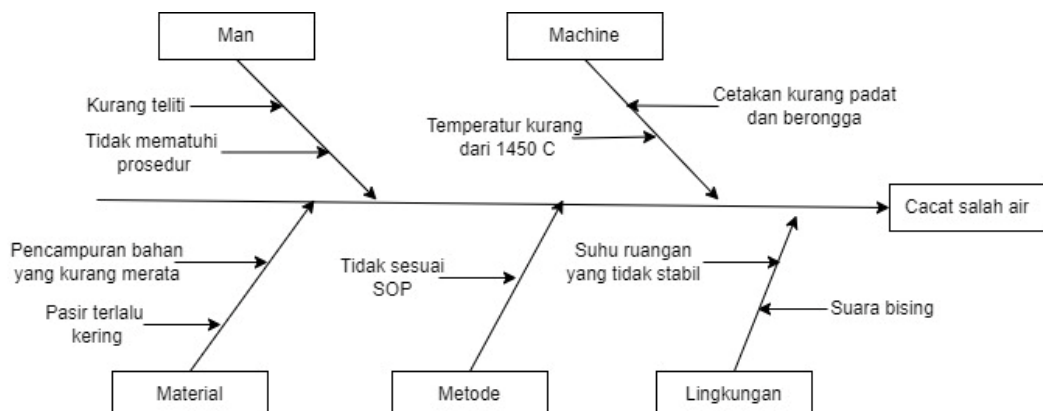 Man
Machine
Kurang teliti
Tidak mematuhi
prosedur
Temperatur kurang
dari 1450 C
Cetakan kurang padat
dan berongga
Cacat salah air
Pencampuran bahan
yang kurang merata
Pasir terlalu
kering
Tidak sesuai
SOP
Suhu ruangan
yang tidak stabil
Suara bising
Material
Metode
Lingkungan